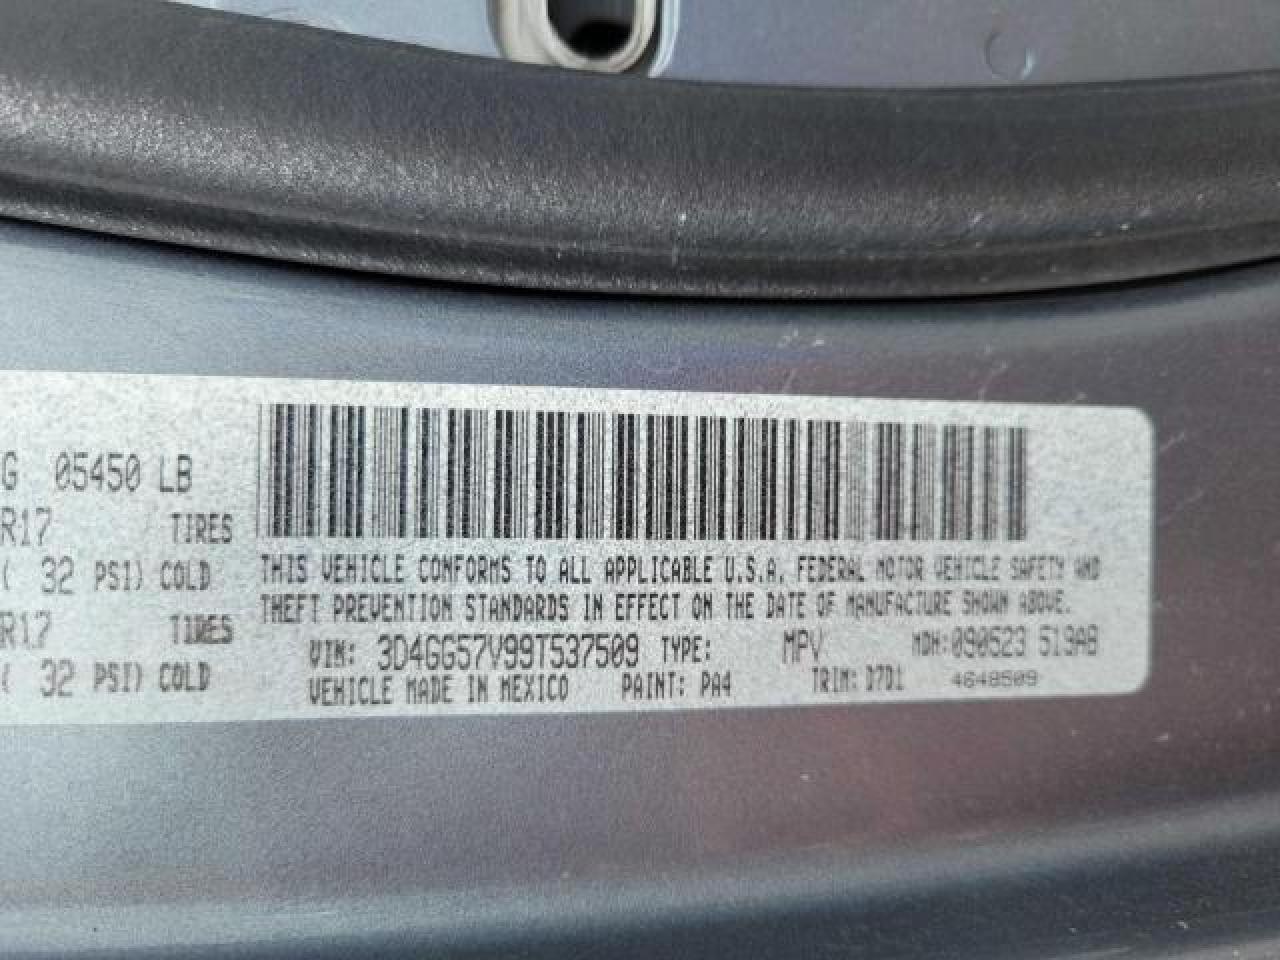 G 05450 LB
R17 TIRES
( 32 PSI) COLD
R17 TIRES
( 32 PSI) COLD
THIS VEHICLE CONFORMS TO ALL APPLICABLE U.S.A. FEDERAL MOTOR VEHICLE SAFETY AND
THEFT PREVENTION STANDARDS IN EFFECT ON THE DATE OF MANUFACTURE SHOWN ABOVE.
VIN: 3D4GG57V99T537509 TYPE: MPV MDH:090523 519AB
VEHICLE MADE IN MEXICO PAINT: PA4 TRIM: D7D1 4648509